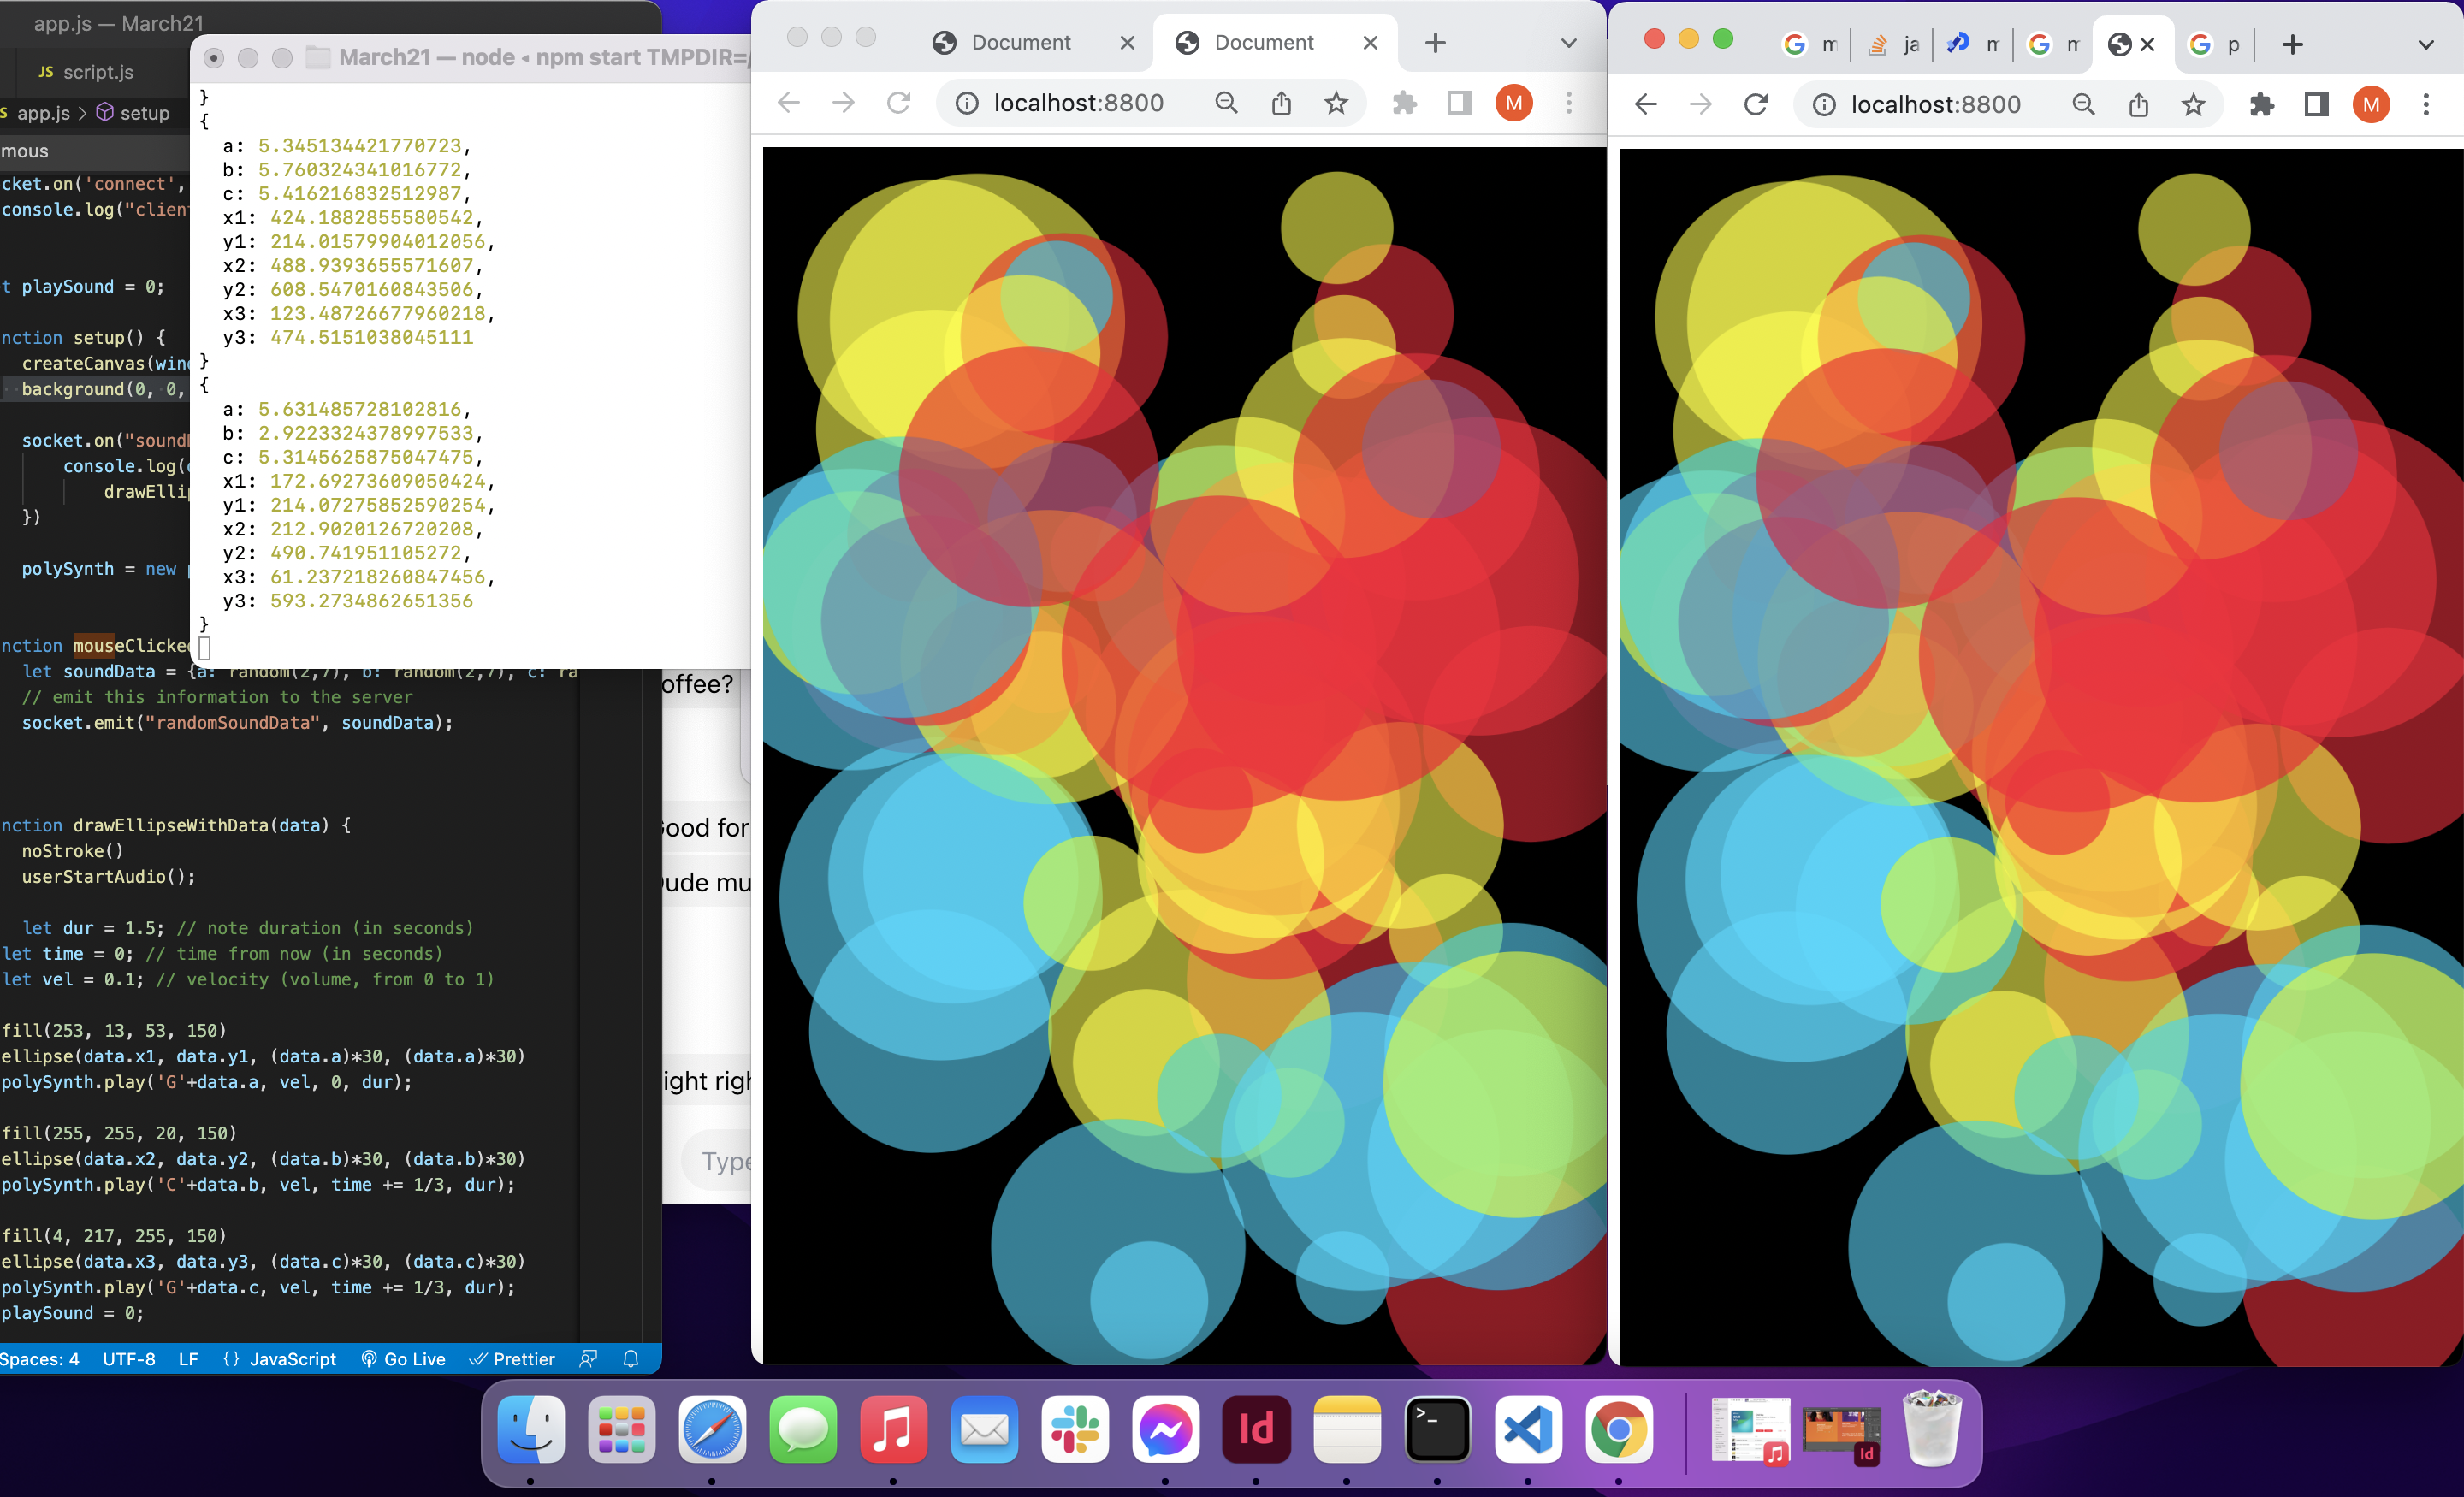 app.js — March21
JS script.js
app.js > setup
mous
cket.on('connect',
console.log("client
t playSound = 0;
nction setup() {
createCanvas(wind
background(0, 0,
socket.on("sound
console.log(
drawEllip
})
polySynth = new
nction mouseClicked
let soundData = {a: random(2,7), b: random(2,7), c: ra
// emit this information to the server
socket.emit("randomSoundData", soundData);
nction drawEllipseWithData(data) {
noStroke()
userStartAudio();
let dur = 1.5; // note duration (in seconds)
let time = 0; // time from now (in seconds)
let vel = 0.1; // velocity (volume, from 0 to 1)
fill(253, 13, 53, 150)
ellipse(data.x1, data.y1, (data.a)*30, (data.a)*30)
polySynth.play('G'+data.a, vel, 0, dur);
fill(255, 255, 20, 150)
ellipse(data.x2, data.y2, (data.b)*30, (data.b)*30)
polySynth.play('C'+data.b, vel, time += 1/3, dur);
fill(4, 217, 255, 150)
ellipse(data.x3, data.y3, (data.c)*30, (data.c)*30)
polySynth.play('G'+data.c, vel, time += 1/3, dur);
playSound = 0;
Spaces: 4 UTF-8 LF {} JavaScript Go Live Prettier
March21 — node ◂ npm start TMPDIR=/
}
{
a: 5.345134421770723,
b: 5.760324341016772,
c: 5.416216832512987,
x1: 424.1882855580542,
y1: 214.01579904012056,
x2: 488.9393655571607,
y2: 608.5470160843506,
x3: 123.48726677960218,
y3: 474.5151038045111
}
{
a: 5.631485728102816,
b: 2.9223324378997533,
c: 5.3145625875047475,
x1: 172.69273609050424,
y1: 214.07275852590254,
x2: 212.9020126720208,
y2: 490.741951105272,
x3: 61.237218260847456,
y3: 593.2734862651356
}
offee?
ood for
ude mu
ight righ
Type
Document
Document
localhost:8800
M
m
ja
m
m
p
localhost:8800
M
Id
>_
Id